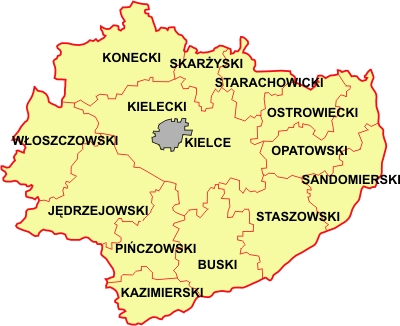 KONECKI
SKARŻYSKI
STARACHOWICKI
KIELECKI
OSTROWIECKI
WŁOSZCZOWSKI
KIELCE
OPATOWSKI
SANDOMIERSKI
JĘDRZEJOWSKI
STASZOWSKI
PIŃCZOWSKI
BUSKI
KAZIMIERSKI